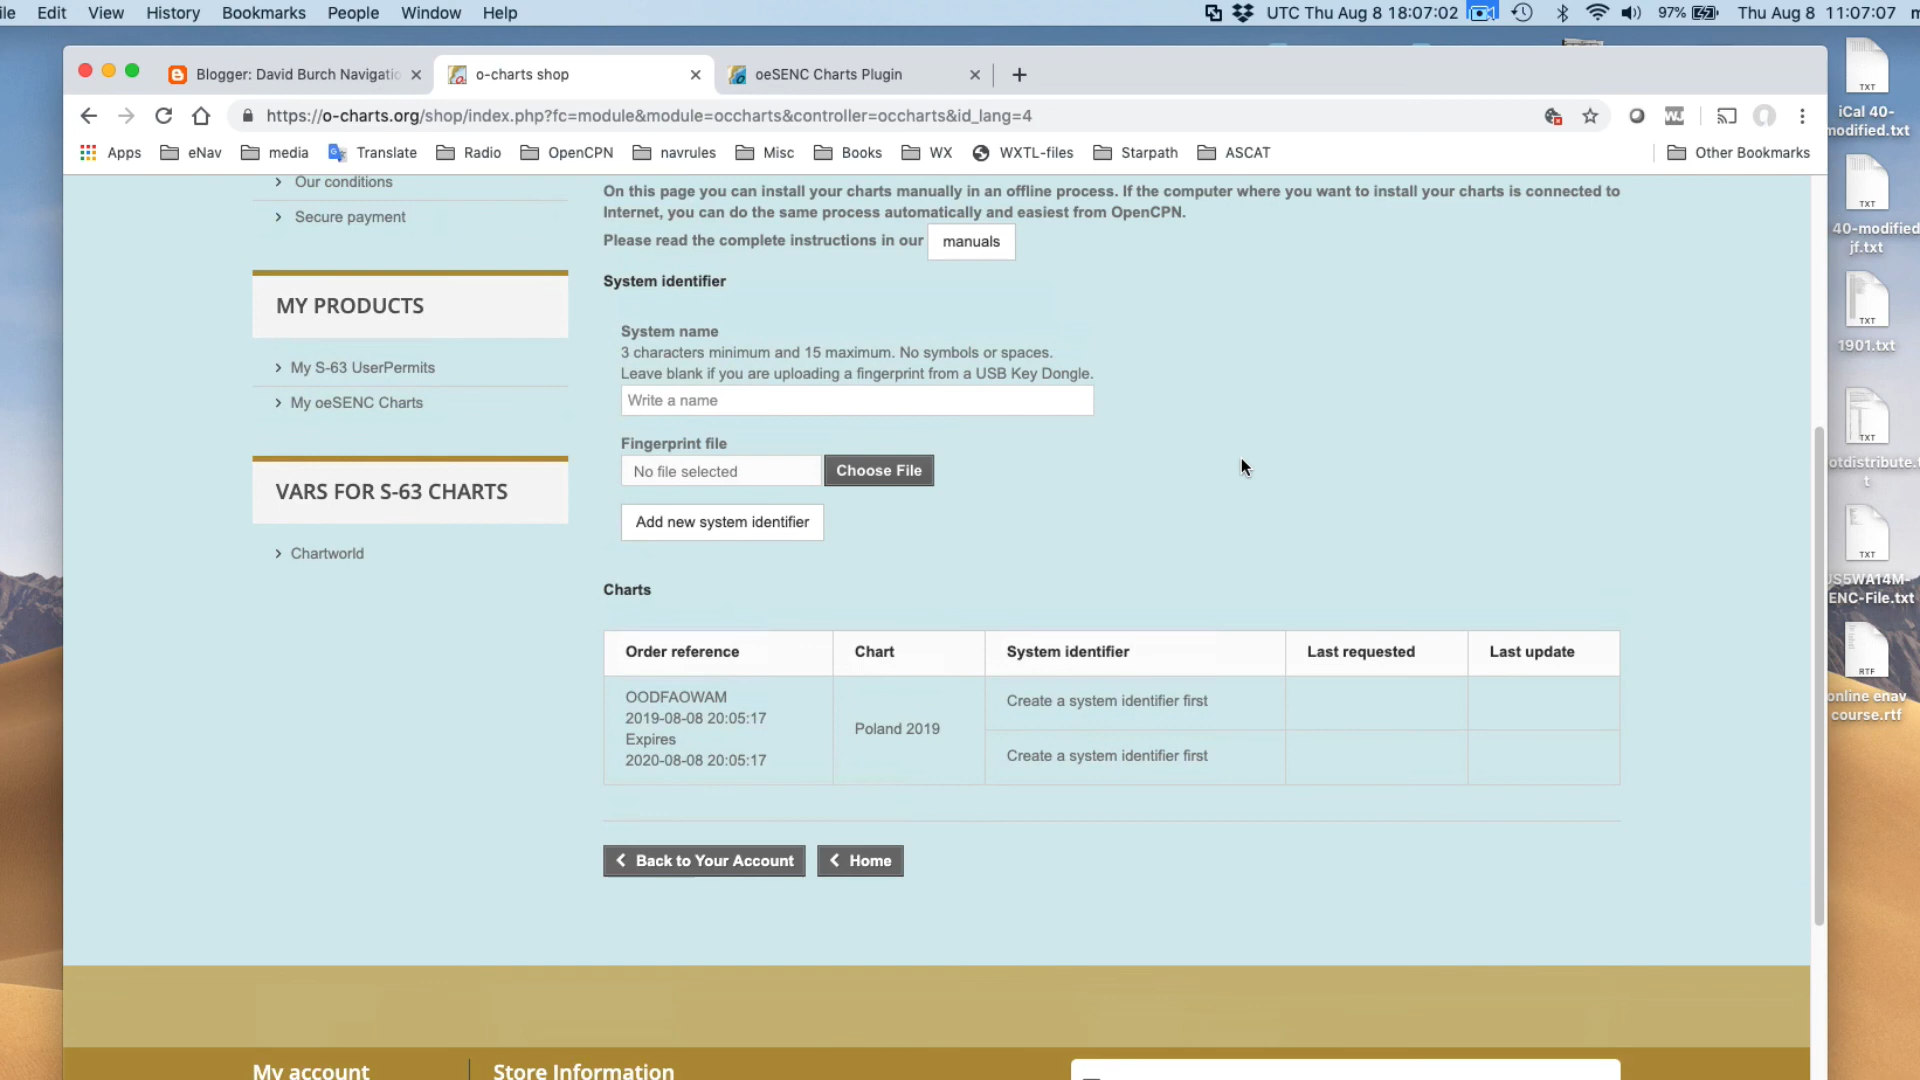 ile Edit View History Bookmarks People Window Help UTC Thu Aug 8 18:07:02 97% Thu Aug 8 11:07:07
Blogger: David Burch Navigatio o-charts shop oeSENC Charts Plugin
https://o-charts.org/shop/index.php?fc=module&module=occharts&controller=occharts&id_lang=4
Apps eNav media Translate Radio OpenCPN navrules Misc Books WX WXTL-files Starpath ASCAT Other Bookmarks
Our conditions
Secure payment
MY PRODUCTS
My S-63 UserPermits
My oeSENC Charts
VARS FOR S-63 CHARTS
Chartworld
On this page you can install your charts manually in an offline process. If the computer where you want to install your charts is connected to
Internet, you can do the same process automatically and easiest from OpenCPN.
Please read the complete instructions in our manuals
System identifier
System name
3 characters minimum and 15 maximum. No symbols or spaces.
Leave blank if you are uploading a fingerprint from a USB Key Dongle.
Write a name
Fingerprint file
No file selected Choose File
Add new system identifier
Charts
Order reference Chart System identifier Last requested Last update
OODFAOWAM
2019-08-08 20:05:17
Expires
2020-08-08 20:05:17
Poland 2019
Create a system identifier first
Create a system identifier first
Back to Your Account Home
My account Store Information
TXT
iCal 40-
modified.txt
TXT
40-modified
jf.txt
TXT
1901.txt
TXT
otdistribute.t
t
TXT
US5WA14M-
ENC-File.txt
RTF
online enav
course.rtf